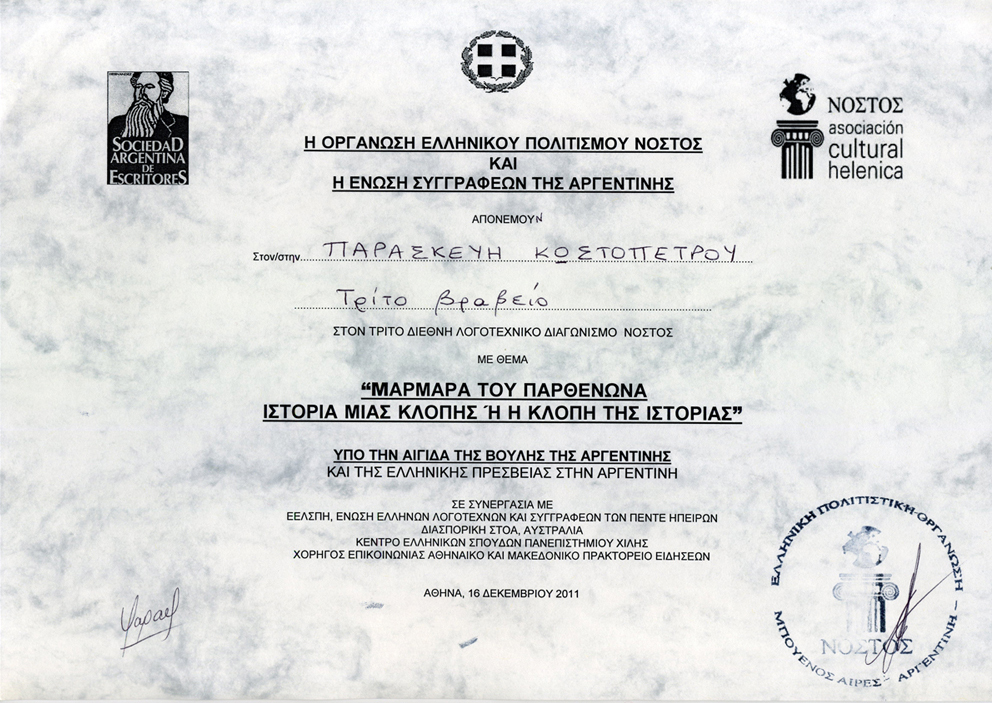 SOCIEDAD
ARGENTINA
DE
ESCRITORES
ΝΟΣΤΟΣ
asociación
cultural
helenica
Η ΟΡΓΑΝΩΣΗ ΕΛΛΗΝΙΚΟΥ ΠΟΛΙΤΙΣΜΟΥ ΝΟΣΤΟΣ
ΚΑΙ
Η ΕΝΩΣΗ ΣΥΓΓΡΑΦΕΩΝ ΤΗΣ ΑΡΓΕΝΤΙΝΗΣ
ΑΠΟΝΕΜΟΥΝ
Στον/στην ΠΑΡΑΣΚΕΥΗ ΚΩΣΤΟΠΕΤΡΟΥ
Τρίτο βραβείο
ΣΤΟΝ ΤΡΙΤΟ ΔΙΕΘΝΗ ΛΟΓΟΤΕΧΝΙΚΟ ΔΙΑΓΩΝΙΣΜΟ ΝΟΣΤΟΣ
ΜΕ ΘΕΜΑ
“ΜΑΡΜΑΡΑ ΤΟΥ ΠΑΡΘΕΝΩΝΑ
ΙΣΤΟΡΙΑ ΜΙΑΣ ΚΛΟΠΗΣ Ή Η ΚΛΟΠΗ ΤΗΣ ΙΣΤΟΡΙΑΣ”
ΥΠΟ ΤΗΝ ΑΙΓΙΔΑ ΤΗΣ ΒΟΥΛΗΣ ΤΗΣ ΑΡΓΕΝΤΙΝΗΣ
ΚΑΙ ΤΗΣ ΕΛΛΗΝΙΚΗΣ ΠΡΕΣΒΕΙΑΣ ΣΤΗΝ ΑΡΓΕΝΤΙΝΗ
ΣΕ ΣΥΝΕΡΓΑΣΙΑ ΜΕ
ΕΕΛΣΠΗ, ΕΝΩΣΗ ΕΛΛΗΝΩΝ ΛΟΓΟΤΕΧΝΩΝ ΚΑΙ ΣΥΓΓΡΑΦΕΩΝ ΤΩΝ ΠΕΝΤΕ ΗΠΕΙΡΩΝ
ΔΙΑΣΠΟΡΙΚΗ ΣΤΟΑ, ΑΥΣΤΡΑΛΙΑ
ΚΕΝΤΡΟ ΕΛΛΗΝΙΚΩΝ ΣΠΟΥΔΩΝ ΠΑΝΕΠΙΣΤΗΜΙΟΥ ΧΙΛΗΣ
ΧΟΡΗΓΟΣ ΕΠΙΚΟΙΝΩΝΙΑΣ ΑΘΗΝΑΙΚΟ ΚΑΙ ΜΑΚΕΔΟΝΙΚΟ ΠΡΑΚΤΟΡΕΙΟ ΕΙΔΗΣΕΩΝ
ΑΘΗΝΑ, 16 ΔΕΚΕΜΒΡΙΟΥ 2011
ΕΛΛΗΝΙΚΗ ΠΟΛΙΤΙΣΤΙΚΗ ΟΡΓΑΝΩΣΗ
ΝΟΣΤΟΣ
ΜΠΟΥΕΝΟΣ ΑΙΡΕΣ - ΑΡΓΕΝΤΙΝΗ -